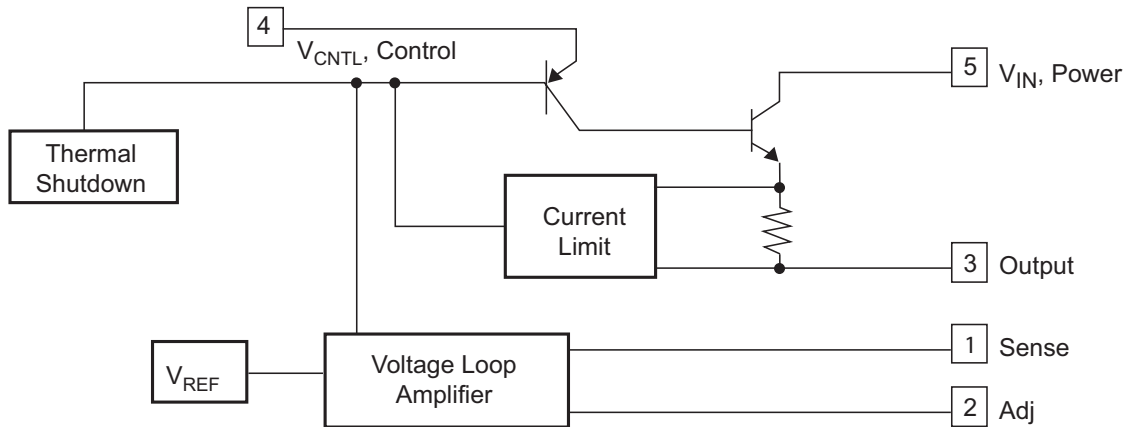 4
V_CNTL, Control
5
V_IN, Power
Thermal
Shutdown
Current
Limit
3
Output
1
Sense
V_REF
Voltage Loop
Amplifier
2
Adj